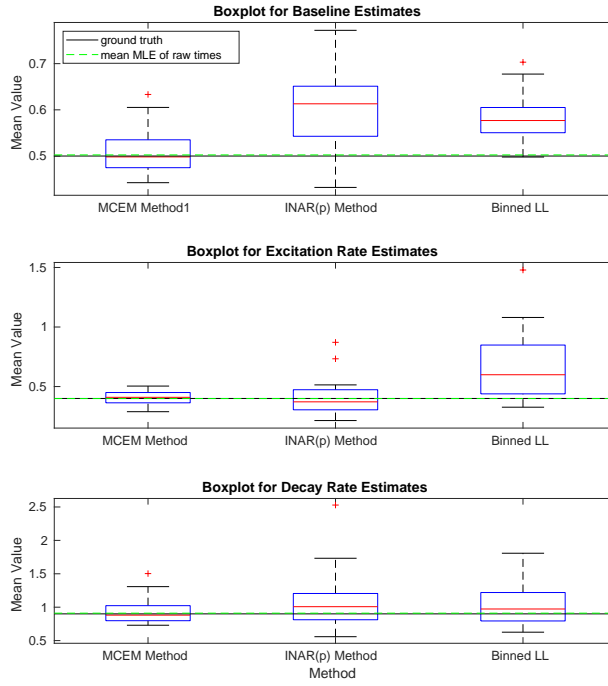 Boxplot for Baseline Estimates
ground truth
mean MLE of raw times
0.7
0.6
0.5
Mean Value
MCEM Method1 INAR(p) Method Binned LL
Boxplot for Excitation Rate Estimates
1.5
1
0.5
Mean Value
MCEM Method INAR(p) Method Binned LL
Boxplot for Decay Rate Estimates
2.5
2
1.5
1
0.5
Mean Value
MCEM Method INAR(p) Method Binned LL
Method